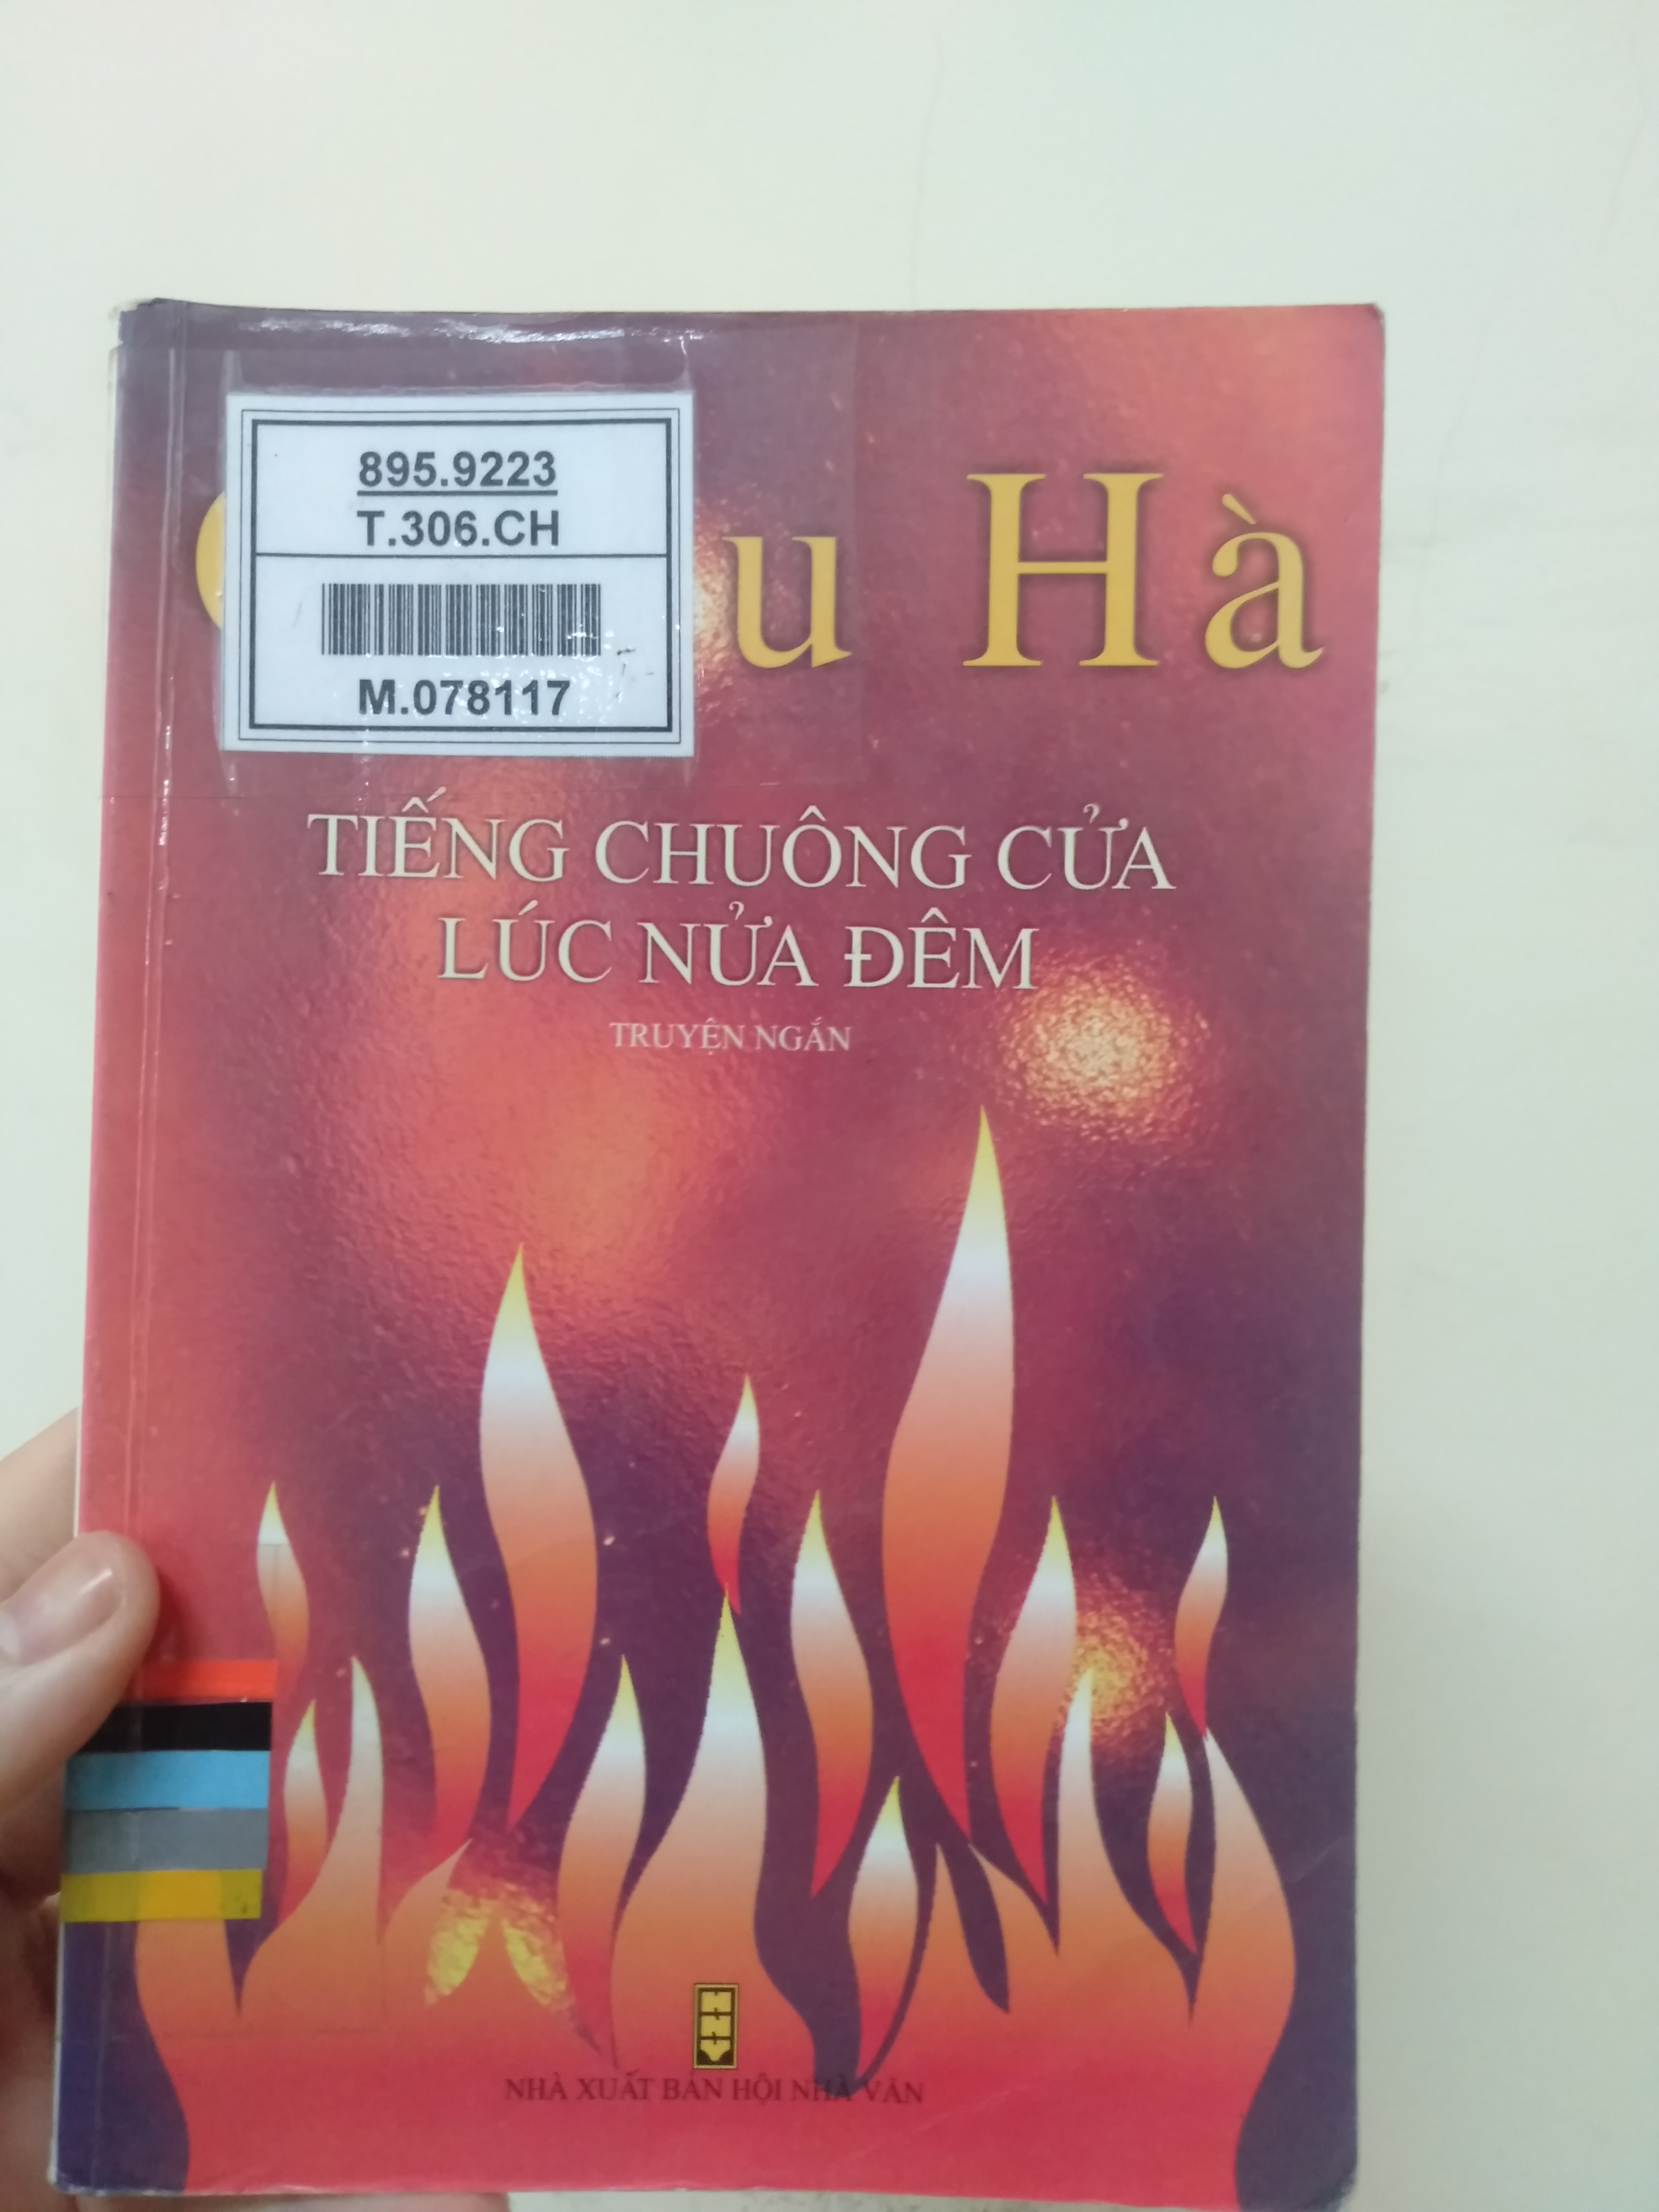 895.9223
T.306.CH
M.078117
Hà
TIẾNG CHUÔNG CỬA
LÚC NỬA ĐÊM
TRUYỆN NGẮN
NHÀ XUẤT BẢN HỘI NHÀ VĂN